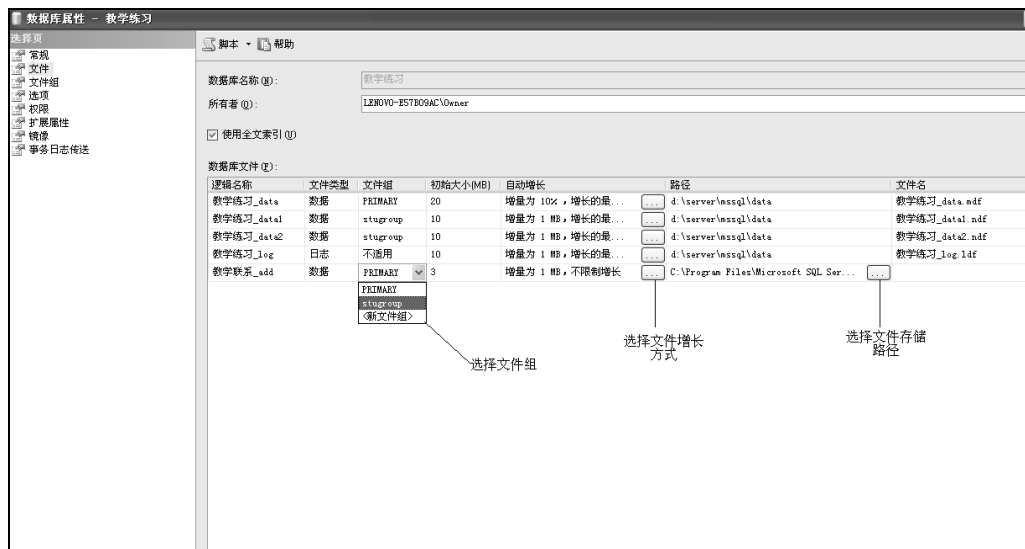 数据库属性 - 教学练习
选择页
常规
文件
文件组
选项
权限
扩展属性
镜像
事务日志传送
脚本 帮助
数据库名称(N): 教学练习
所有者(O): LENOVO-E57B09AC\Owner
使用全文索引(U)
数据库文件(F):
逻辑名称 文件类型 文件组 初始大小(MB) 自动增长 路径 文件名
教学练习_data 数据 PRIMARY 20 增量为 10%，增长的最... ... d:\server\mssql\data 教学练习_data.mdf
教学练习_data1 数据 stugroup 10 增量为 1 MB，增长的最... ... d:\server\mssql\data 教学练习_data1.ndf
教学练习_data2 数据 stugroup 10 增量为 1 MB，增长的最... ... d:\server\mssql\data 教学练习_data2.ndf
教学练习_log 日志 不适用 10 增量为 1 MB，增长的最... ... d:\server\mssql\data 教学练习_log.ldf
教学联系_add 数据 PRIMARY 3 增量为 1 MB，不限制增长 ... C:\Program Files\Microsoft SQL Ser... ...
PRIMARY
stugroup
<新文件组>
选择文件组
选择文件增长
方式
选择文件存储
路径